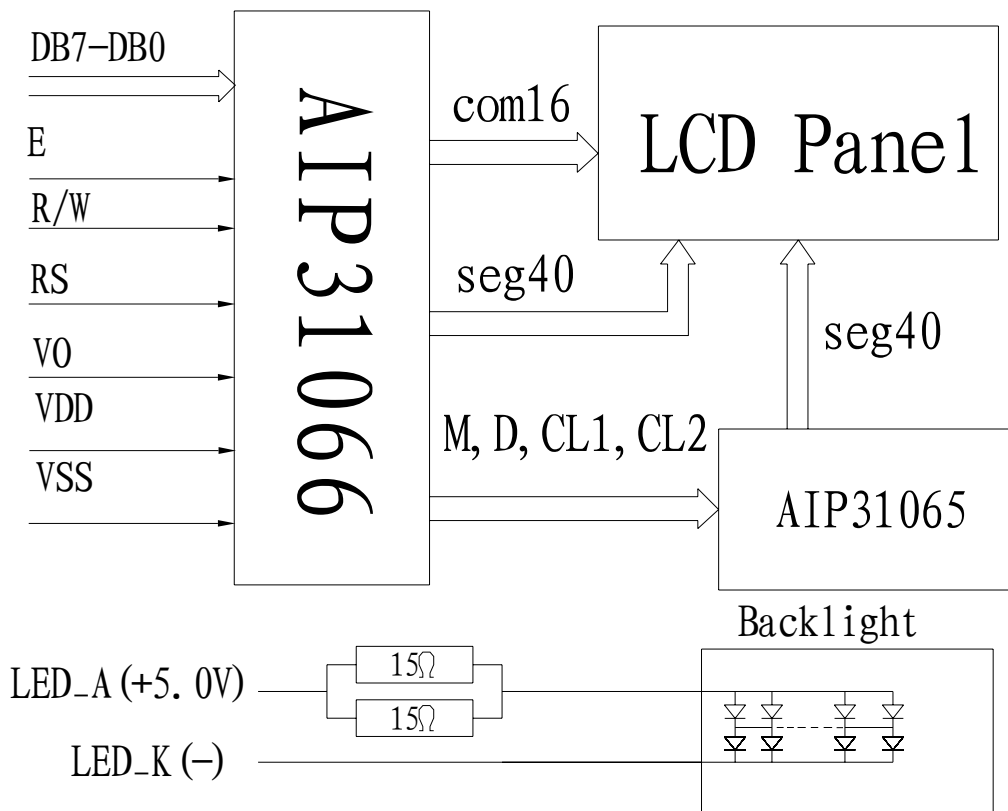 DB7-DB0
E
R/W
RS
VO
VDD
VSS
AIP31066
com16
seg40
M, D, CL1, CL2
LCD Panel
seg40
AIP31065
Backlight
LED_A(+5.0V)
15Ω
15Ω
LED_K(-)